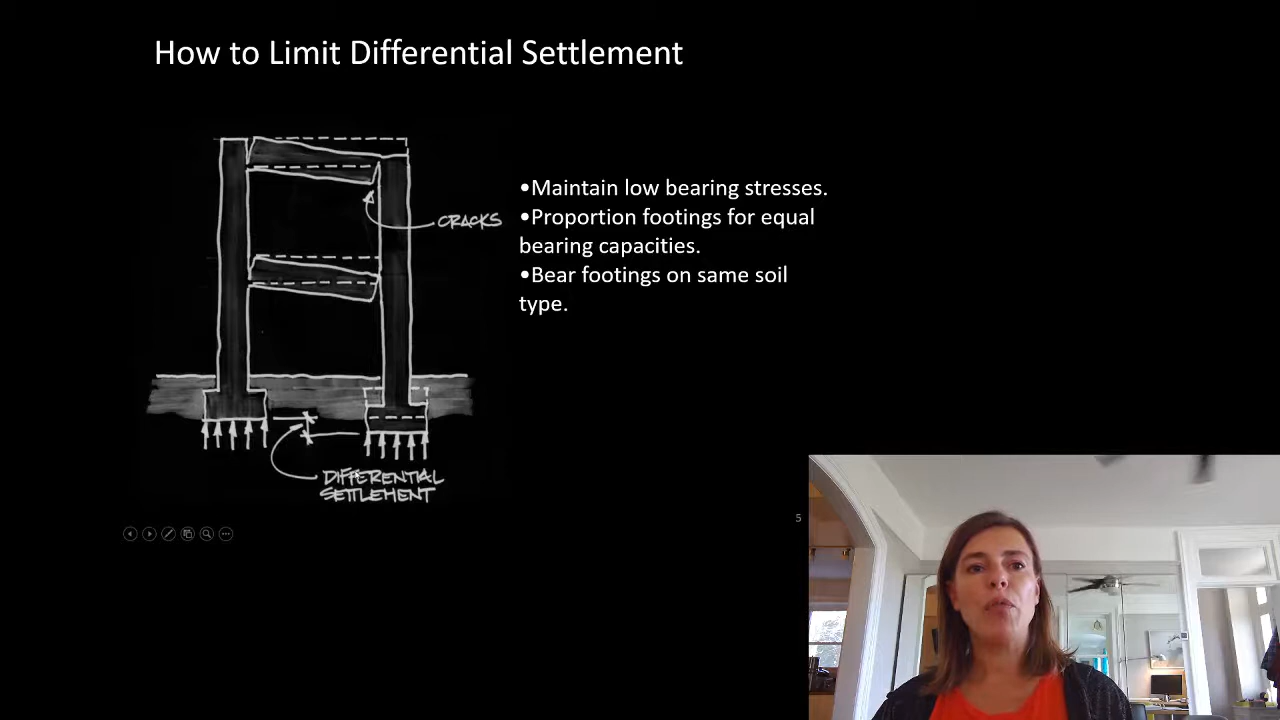 How to Limit Differential Settlement
CRACKS
•Maintain low bearing stresses.
•Proportion footings for equal
bearing capacities.
•Bear footings on same soil
type.
DIFFERENTIAL
SETTLEMENT
5